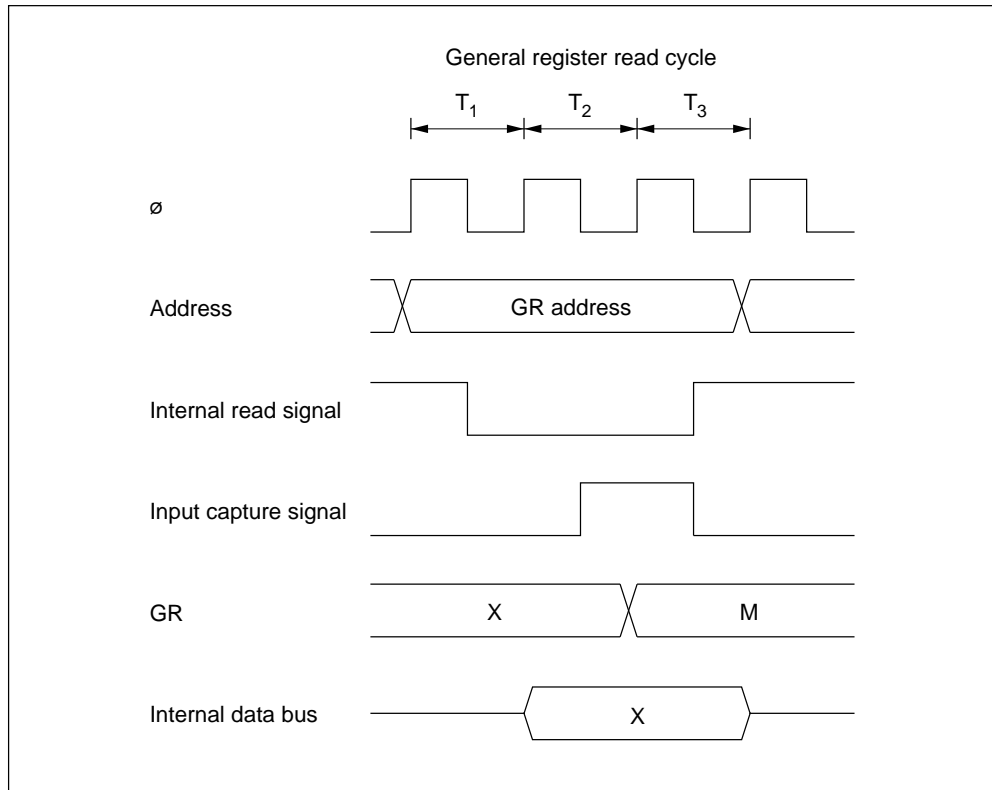 General register read cycle
T1 T2 T3
ø
Address GR address
Internal read signal
Input capture signal
GR X M
Internal data bus X